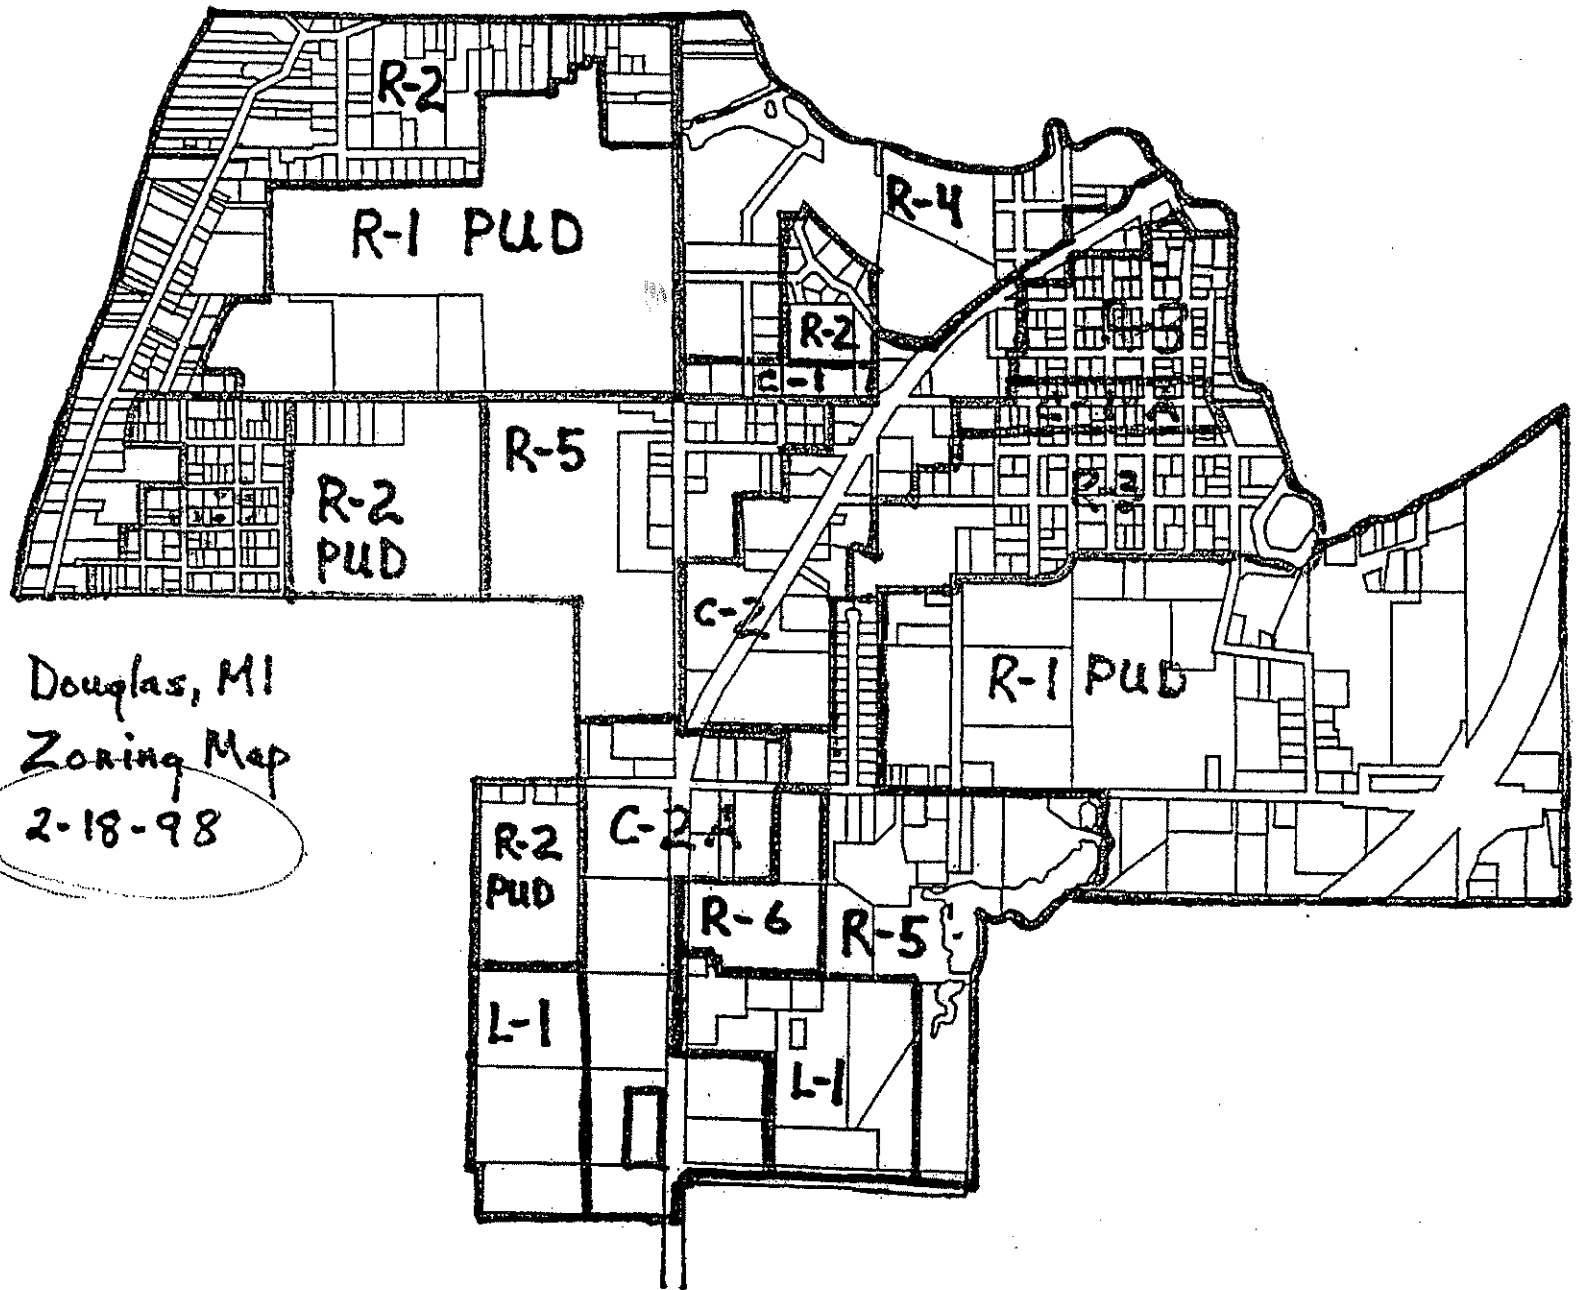 R-2
R-1 PUD
R-4
R-2
C-1
R-5
R-2
PUD
C-2
R-1 PUD
Douglas, MI
Zoning Map
2-18-98
R-2
PUD
C-2A
R-6
R-5
L-1
L-1